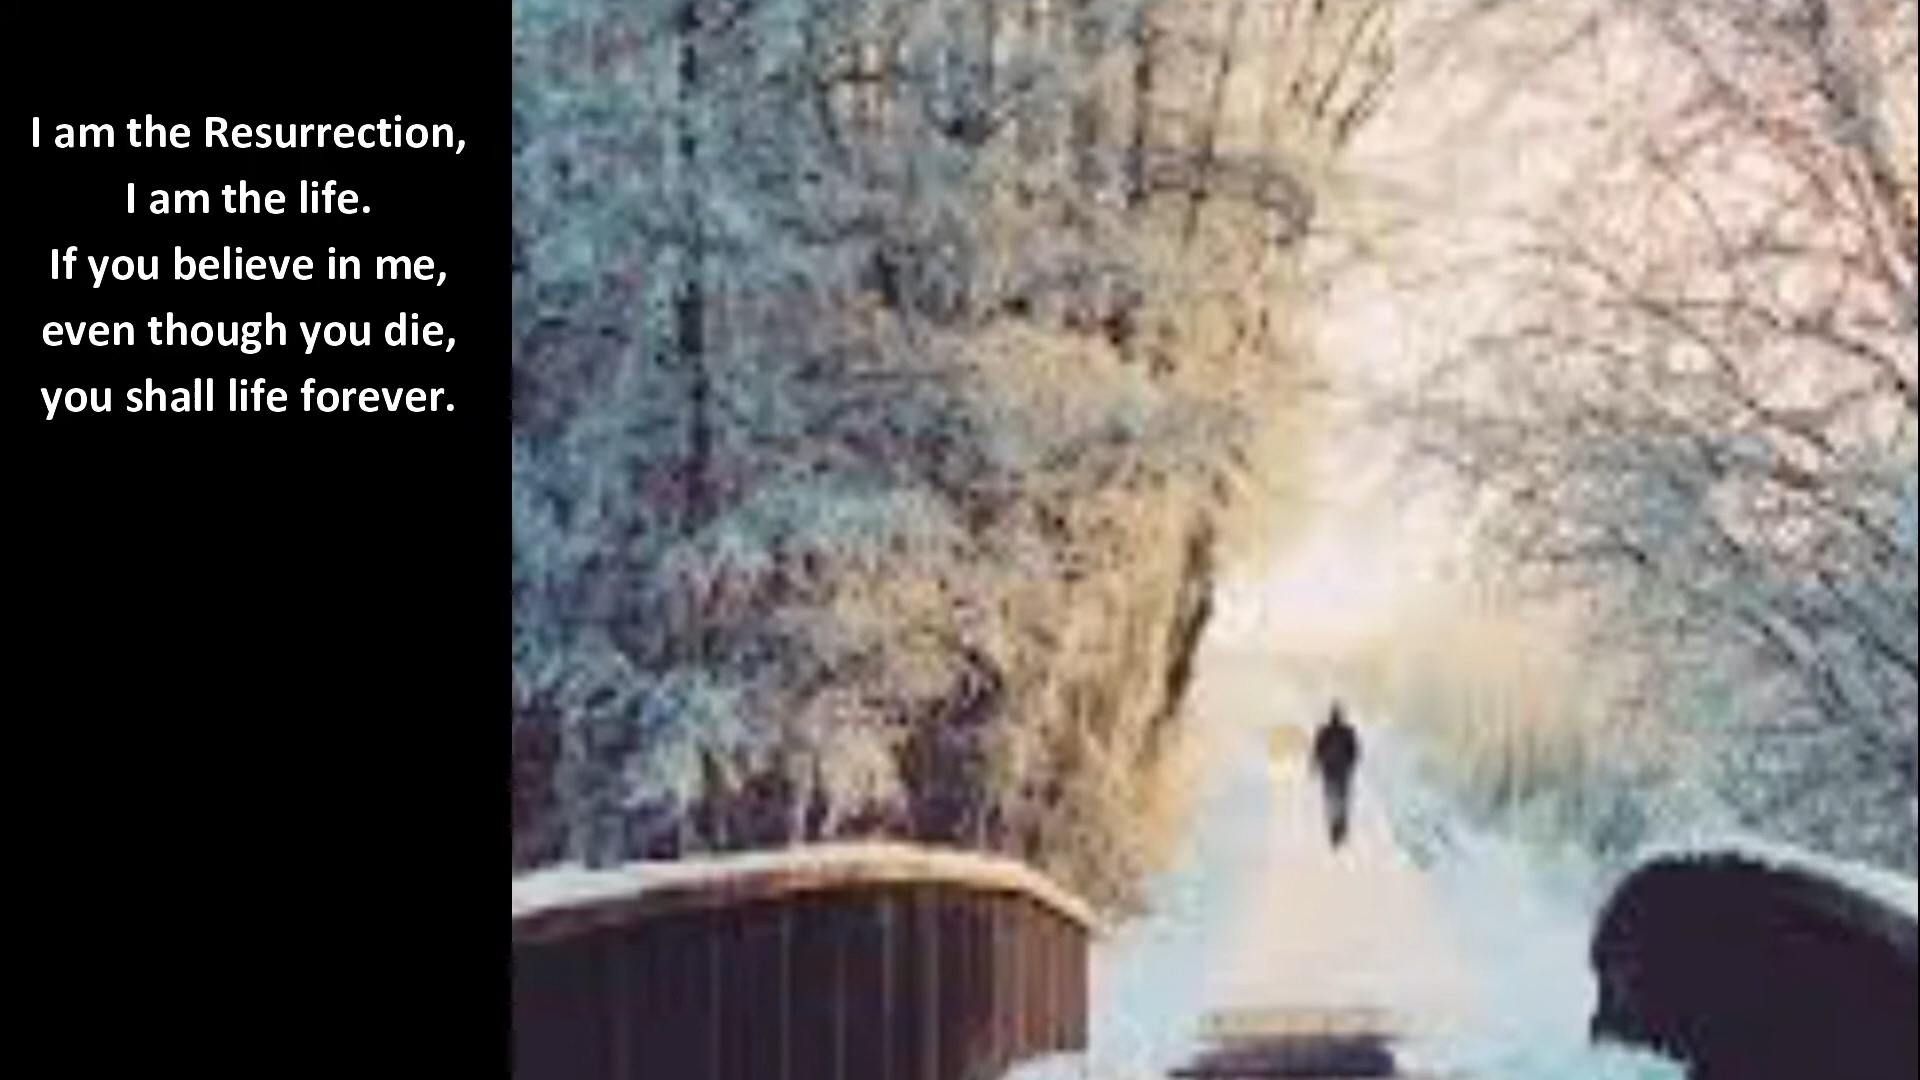 I am the Resurrection,
I am the life.
If you believe in me,
even though you die,
you shall life forever.